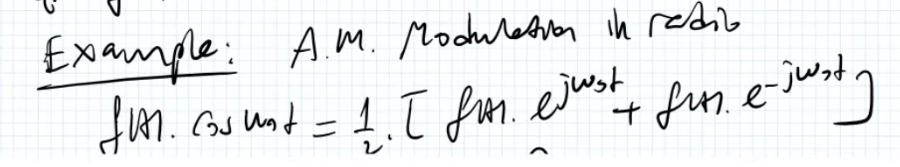 Example: A.M. Modulation in radio
f(t). cos ω₀t = 1/2 . [ f(t). e^jω₀t + f(t). e^-jω₀t ]